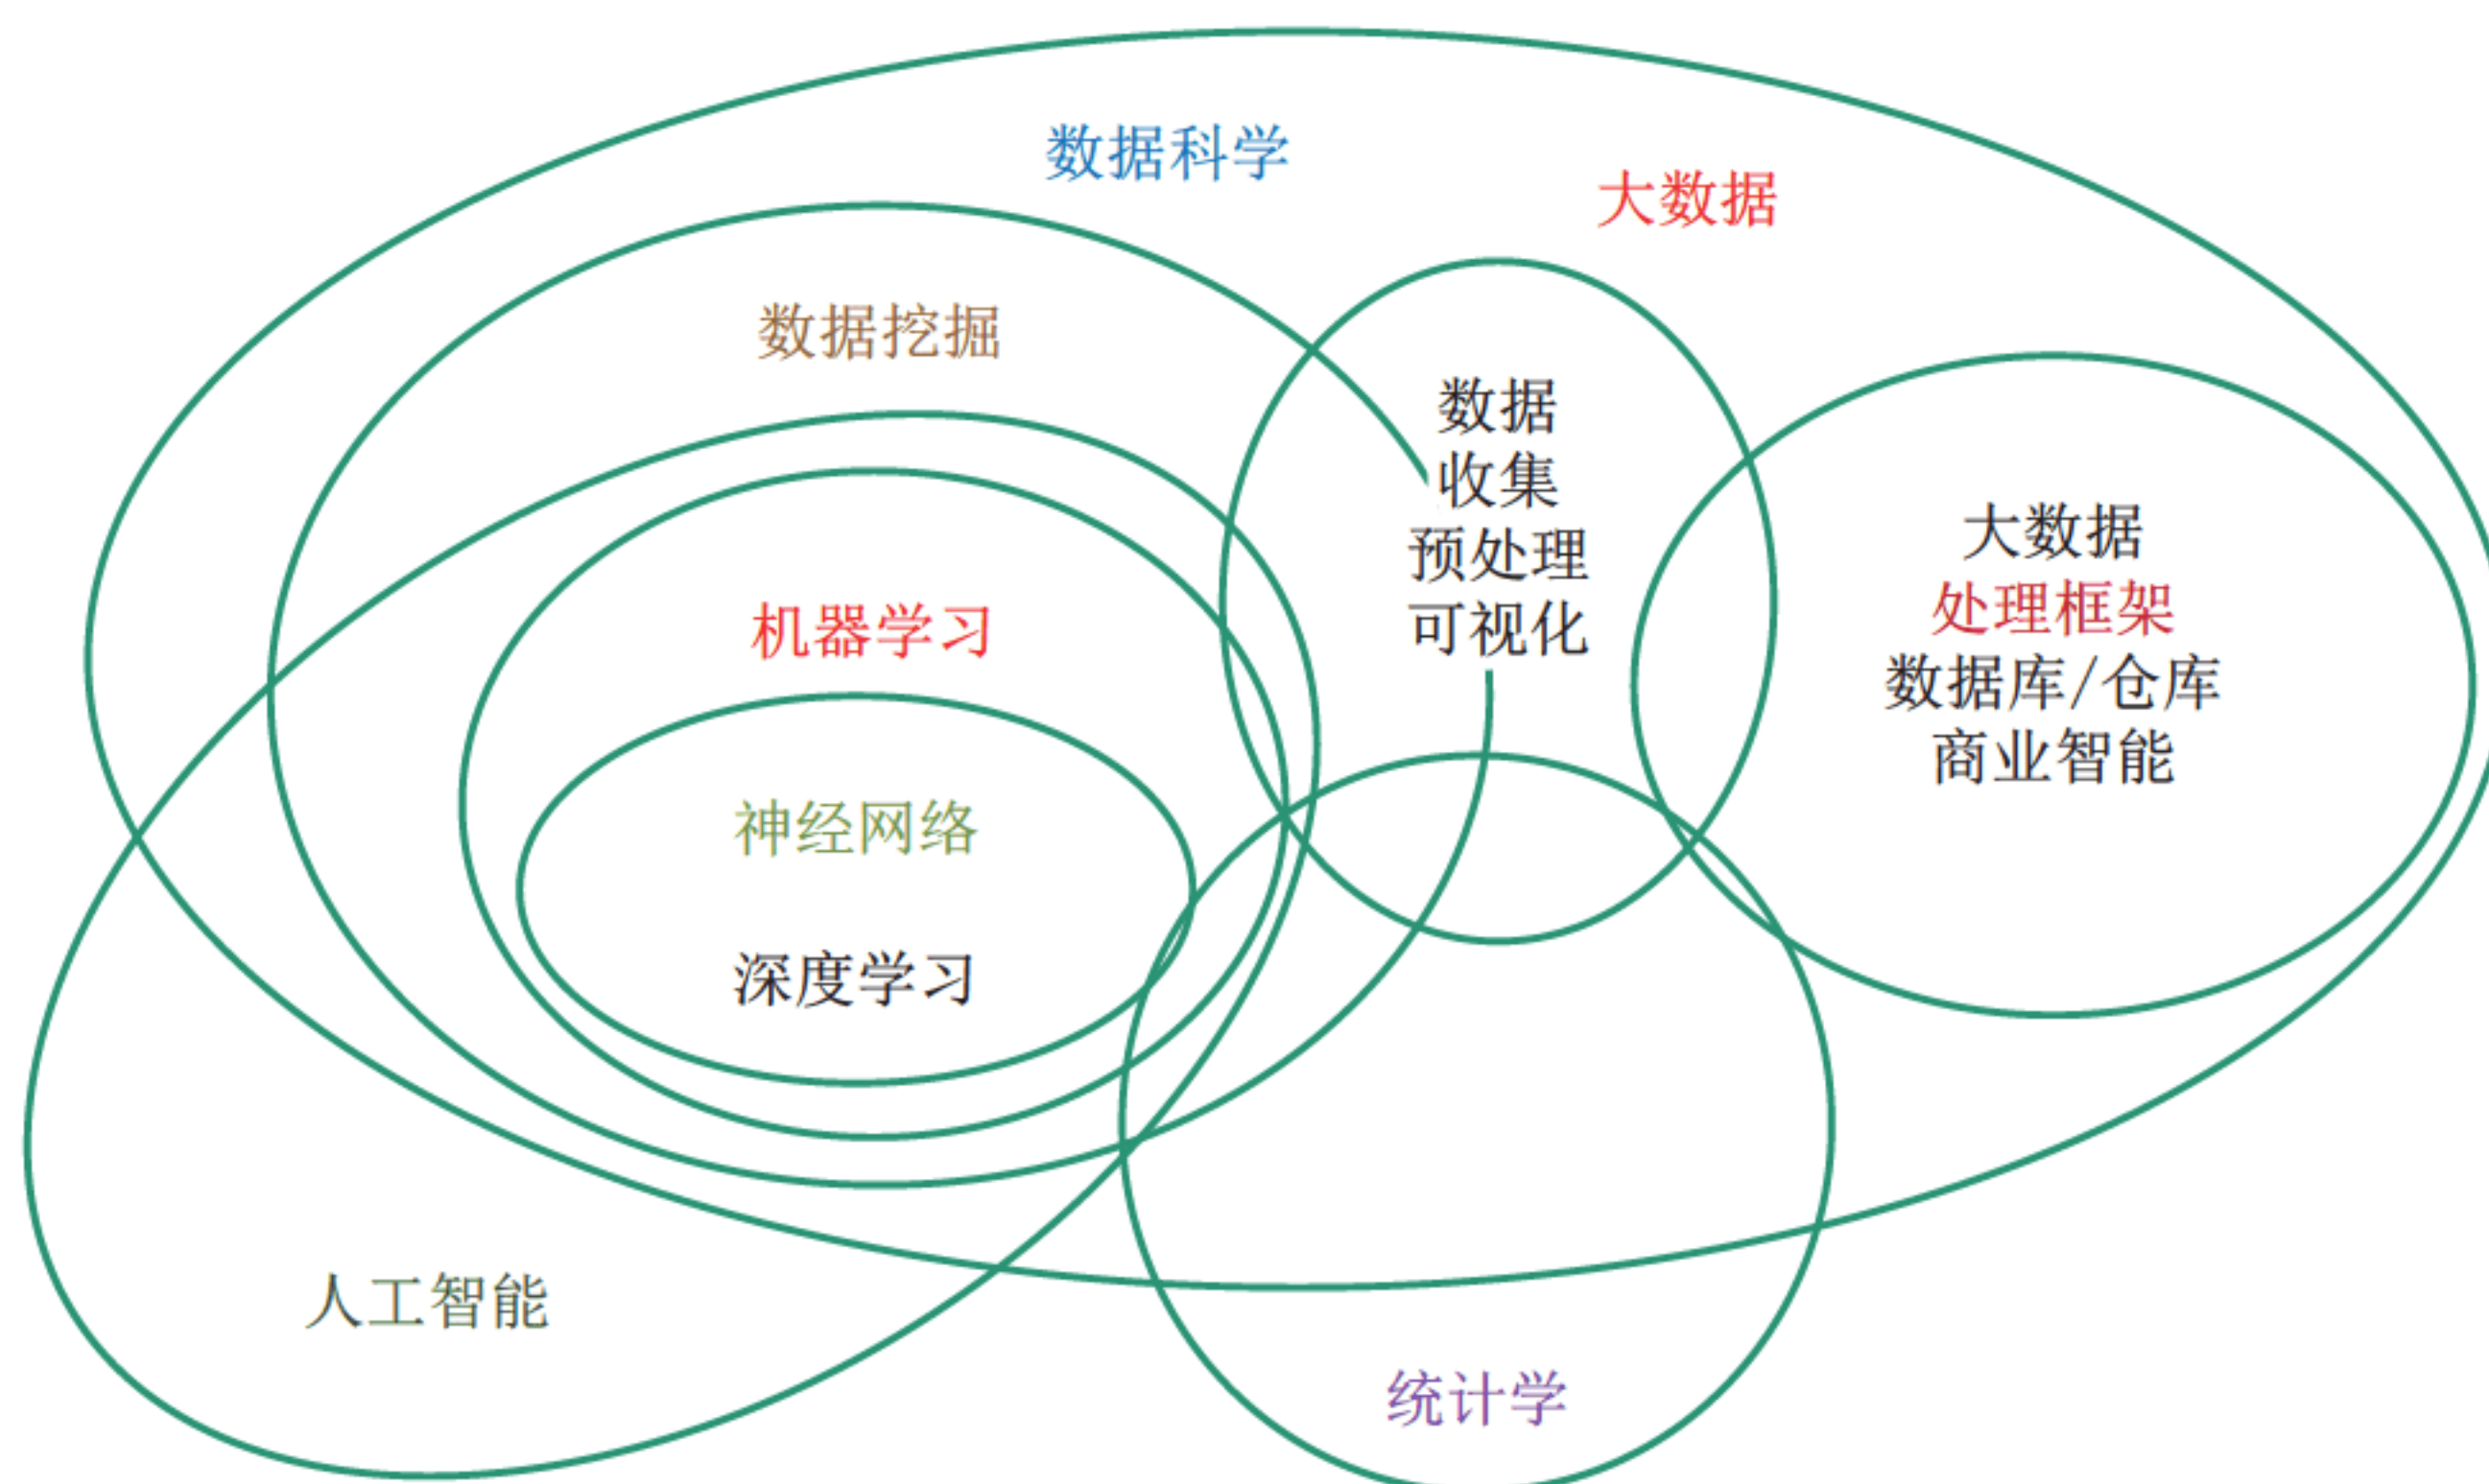 数据科学
大数据
数据挖掘
数据
收集
预处理
可视化
大数据
处理框架
数据库/仓库
商业智能
机器学习
神经网络
深度学习
人工智能
统计学